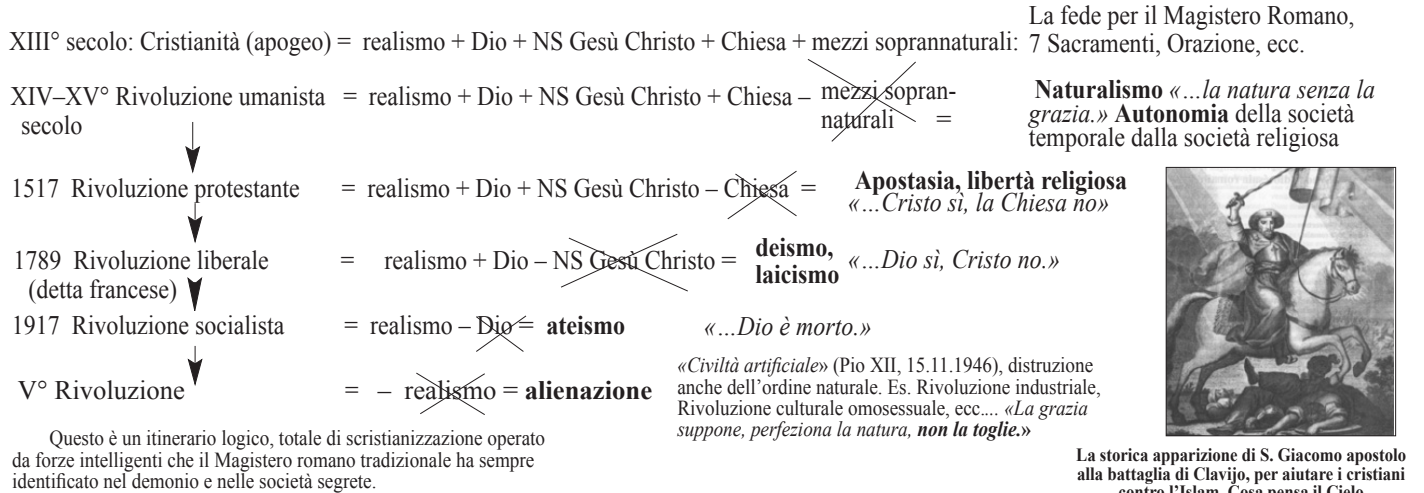 La fede per il Magistero Romano,
XIII° secolo: Cristianità (apogeo) = realismo + Dio + NS Gesù Christo + Chiesa + mezzi soprannaturali: 7 Sacramenti, Orazione, ecc.
XIV–XV° Rivoluzione umanista = realismo + Dio + NS Gesù Christo + Chiesa – mezzi sopran-
secolo
naturali =
Naturalismo «…la natura senza la
grazia.» Autonomia della società
temporale dalla società religiosa
1517 Rivoluzione protestante = realismo + Dio + NS Gesù Christo – Chiesa = Apostasia, libertà religiosa
«…Cristo sì, la Chiesa no»
1789 Rivoluzione liberale = realismo + Dio – NS Gesù Christo = deismo,
laicismo «…Dio sì, Cristo no.»
(detta francese)
1917 Rivoluzione socialista = realismo – Dio = ateismo «…Dio è morto.»
V° Rivoluzione = – realismo = alienazione
«Civiltà artificiale» (Pio XII, 15.11.1946), distruzione
anche dell'ordine naturale. Es. Rivoluzione industriale,
Rivoluzione culturale omosessuale, ecc.... «La grazia
suppone, perfeziona la natura, non la toglie.»
Questo è un itinerario logico, totale di scristianizzazione operato
da forze intelligenti che il Magistero romano tradizionale ha sempre
identificato nel demonio e nelle società segrete.
La storica apparizione di S. Giacomo apostolo
alla battaglia di Clavijo, per aiutare i cristiani
contro l'Islam. Cosa pensa il Cielo